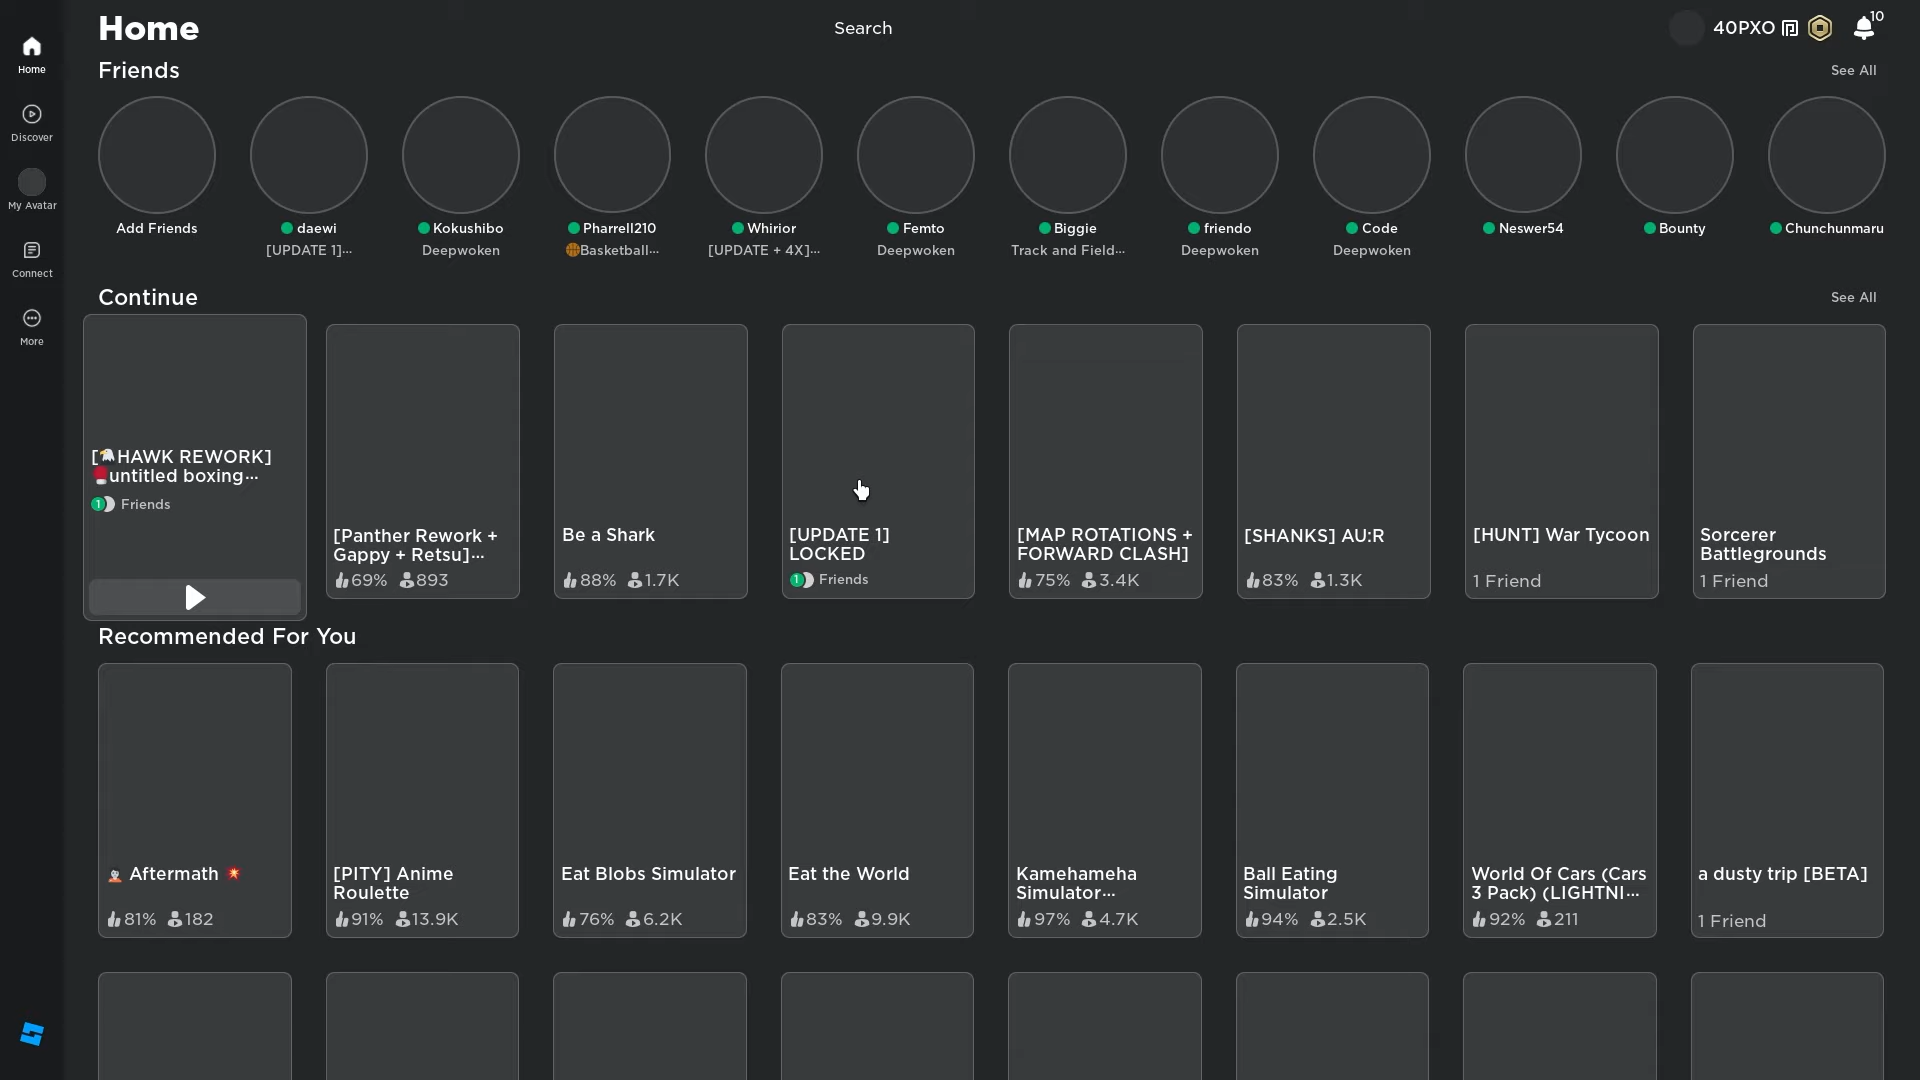 Home
Search
40PXO
10
Home
Discover
My Avatar
Connect
More
Friends
See All
Add Friends
daewi
[UPDATE 1]...
Kokushibo
Deepwoken
Pharrell210
🏀Basketball...
Whirior
[UPDATE + 4X]...
Femto
Deepwoken
Biggie
Track and Field...
friendo
Deepwoken
Code
Deepwoken
Neswer54
Bounty
Chunchunmaru
Continue
See All
[🦅HAWK REWORK]
🥊untitled boxing...
1 Friends
[Panther Rework +
Gappy + Retsu]...
69% 893
Be a Shark
88% 1.7K
[UPDATE 1]
LOCKED
1 Friends
[MAP ROTATIONS +
FORWARD CLASH]
75% 3.4K
[SHANKS] AU:R
83% 1.3K
[HUNT] War Tycoon
1 Friend
Sorcerer
Battlegrounds
1 Friend
Recommended For You
Aftermath 💥
81% 182
[PITY] Anime
Roulette
91% 13.9K
Eat Blobs Simulator
76% 6.2K
Eat the World
83% 9.9K
Kamehameha
Simulator...
97% 4.7K
Ball Eating
Simulator
94% 2.5K
World Of Cars (Cars
3 Pack) (LIGHTNI...
92% 211
a dusty trip [BETA]
1 Friend